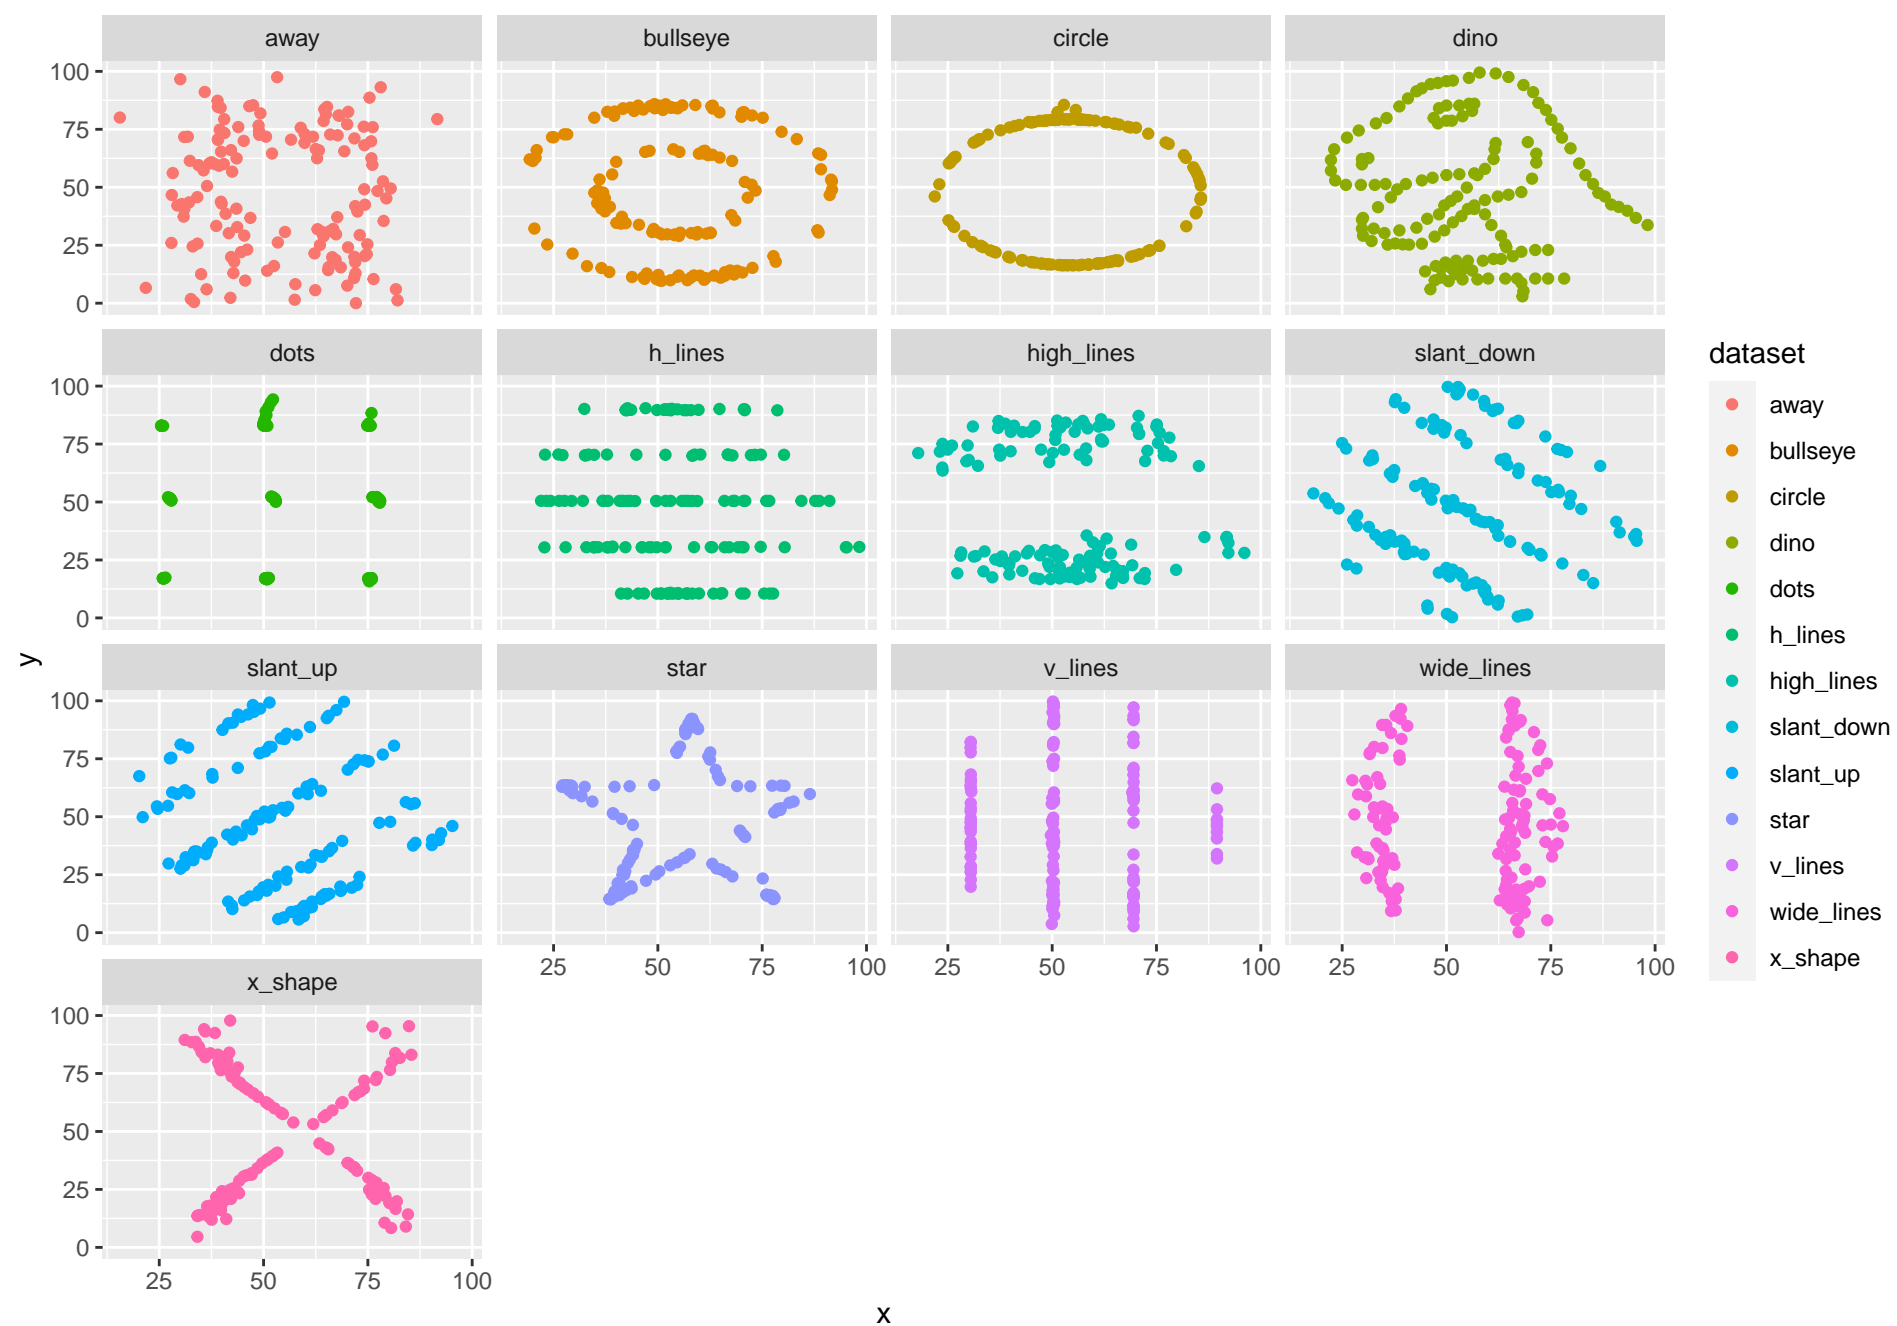 away bullseye circle dino
100
75
50
25
0
dots h_lines high_lines slant_down
100
75
50
25
0
slant_up star v_lines wide_lines
100
75
50
25
0
25 50 75 100 25 50 75 100 25 50 75 100
x_shape
100
75
50
25
0
25 50 75 100
x
y
dataset
away
bullseye
circle
dino
dots
h_lines
high_lines
slant_down
slant_up
star
v_lines
wide_lines
x_shape